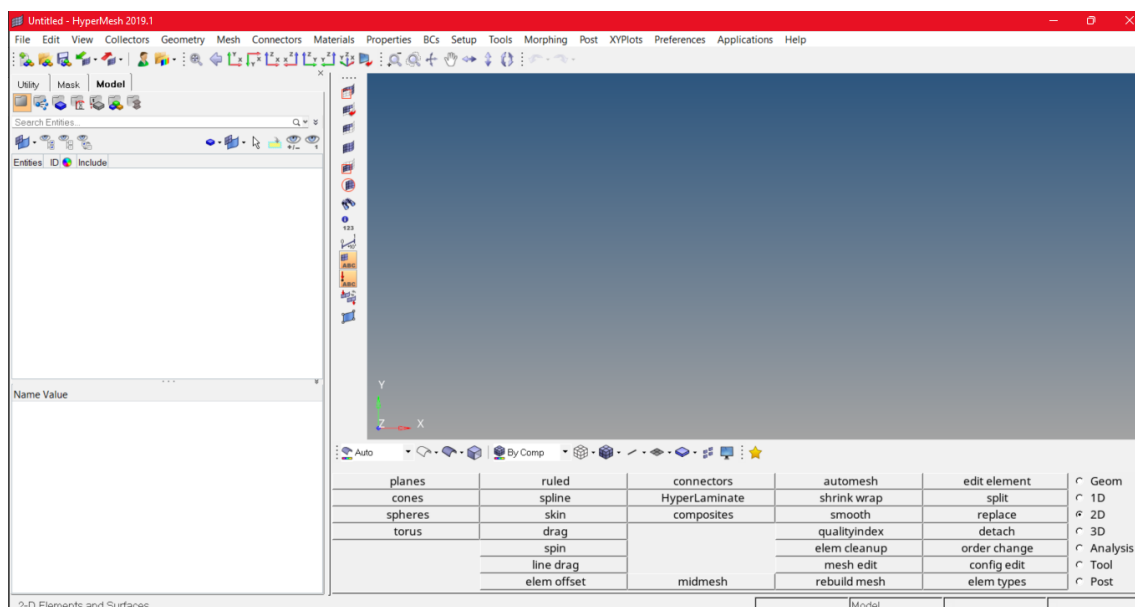 Untitled - HyperMesh 2019.1
File Edit View Collectors Geometry Mesh Connectors Materials Properties BCs Setup Tools Morphing Post XYPlots Preferences Applications Help
Utility Mask Model
Search Entities...
Entities ID Include
Name Value
123
ABC
ABC
Y
Z X
Auto By Comp
planes ruled connectors automesh edit element Geom
cones spline HyperLaminate shrink wrap split 1D
spheres skin composites smooth replace 2D
torus drag qualityindex detach 3D
spin elem cleanup order change Analysis
line drag mesh edit config edit Tool
elem offset midmesh rebuild mesh elem types Post
2-D Elements and Surfaces Model